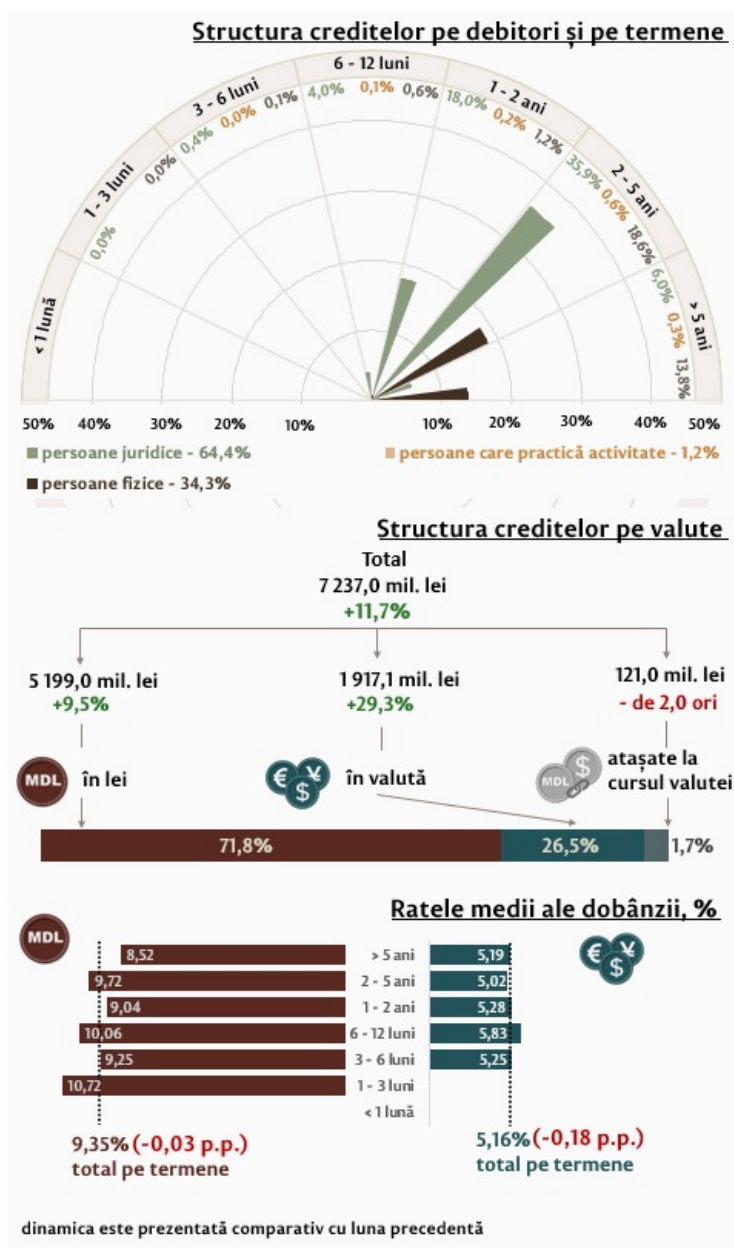 Structura creditelor pe debitori și pe termene
< 1 lună
1 - 3 luni
0,0%
3 - 6 luni
0,0% 0,4% 0,0% 0,1%
6 - 12 luni
4,0% 0,1% 0,6%
1 - 2 ani
18,0% 0,2% 1,2%
2 - 5 ani
35,9% 0,6% 18,6%
> 5 ani
6,0% 0,3% 13,8%
50% 40% 30% 20% 10% 10% 20% 30% 40% 50%
persoane juridice - 64,4%
persoane care practică activitate - 1,2%
persoane fizice - 34,3%
Structura creditelor pe valute
Total
7 237,0 mil. lei
+11,7%
5 199,0 mil. lei
+9,5%
1 917,1 mil. lei
+29,3%
121,0 mil. lei
- de 2,0 ori
MDL în lei
€ ¥ $ în valută
MDL $ atașate la
cursul valutei
71,8% 26,5% 1,7%
Ratele medii ale dobânzii, %
MDL
€ ¥ $
8,52 > 5 ani 5,19
9,72 2 - 5 ani 5,02
9,04 1 - 2 ani 5,28
10,06 6 - 12 luni 5,83
9,25 3 - 6 luni 5,25
10,72 1 - 3 luni
< 1 lună
9,35% (-0,03 p.p.)
total pe termene
5,16% (-0,18 p.p.)
total pe termene
dinamica este prezentată comparativ cu luna precedentă